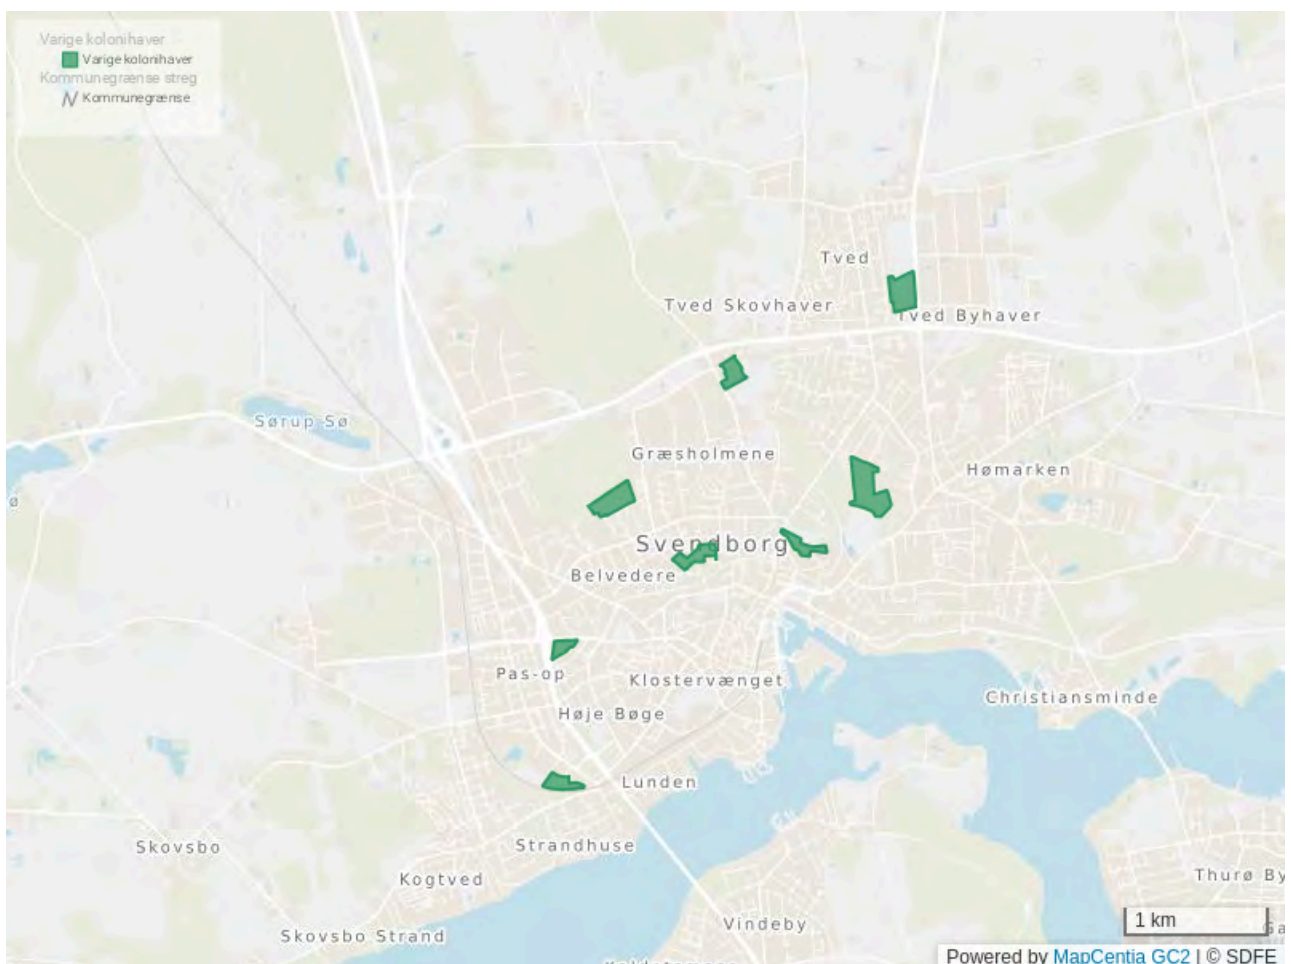 Varige kolonihaver
Varige kolonihaver
Kommunegrænse streg
Kommunegrænse
Tved
Tved Skovhaver
Tved Byhaver
Sørup Sø
Græsholmene
Hømarken
ø
Svendborg
Belvedere
Pas-op
Klostervænget
Christiansminde
Høje Bøge
Lunden
Skovsbo
Strandhuse
Kogtved
Thurø By
Vindeby
1 km
Skovsbo Strand
Powered by MapCentia GC2 | © SDFE